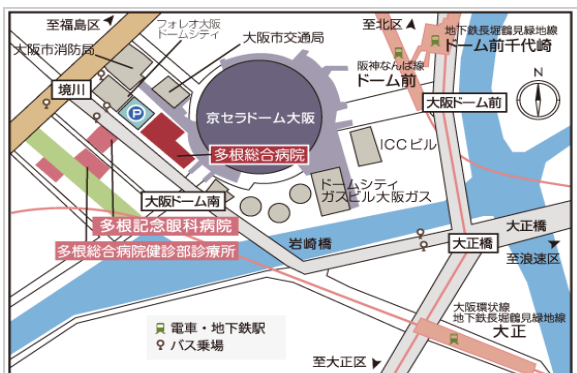 至福島区
フォレオ大阪
ドームシティ
大阪市交通局
大阪市消防局
境川
P
京セラドーム大阪
多根総合病院
至北区
地下鉄長堀鶴見緑地線
ドーム前千代崎
阪神なんば線
ドーム前
大阪ドーム前
N
ICCビル
ドームシティ
ガスビル大阪ガス
大阪ドーム南
多根記念眼科病院
多根総合病院健診部診療所
岩崎橋
大正橋
大正橋
至浪速区
大阪環状線
地下鉄長堀鶴見緑地線
大正
電車・地下鉄駅
バス乗場
至大正区